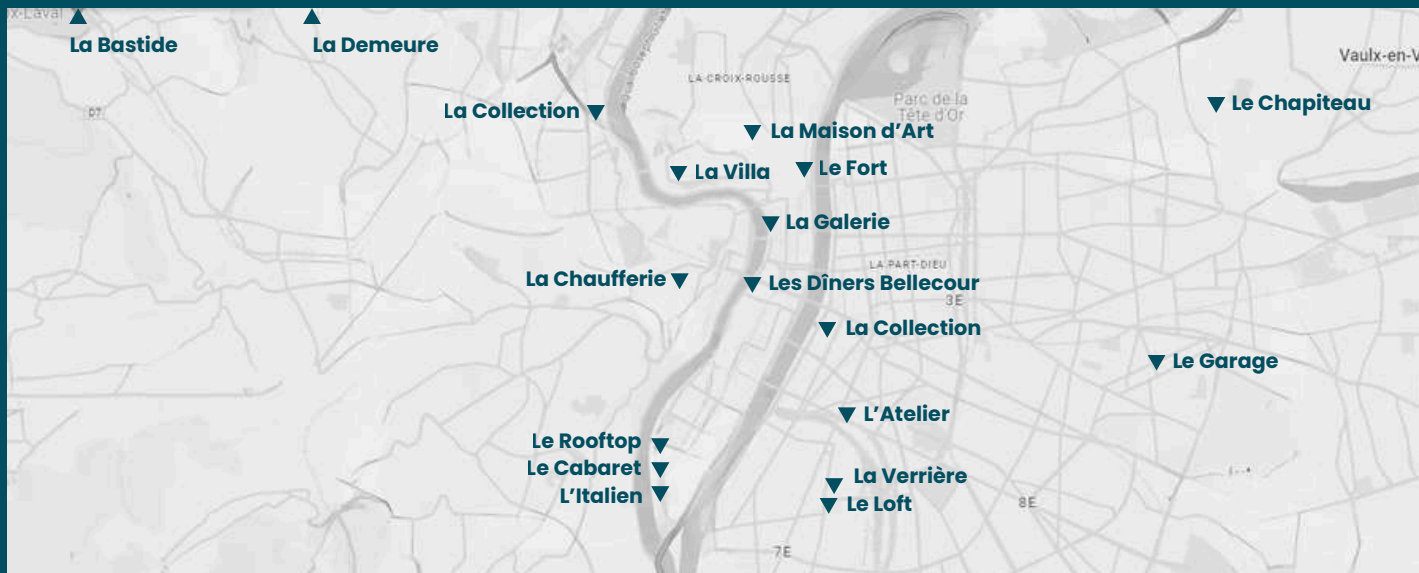 La Bastide
La Demeure
Vaulx-en-V
LA CROIX-ROUSSE
Parc de la
Tête d'Or
La Collection
Le Chapiteau
D7
La Maison d’Art
La Villa
Le Fort
La Galerie
LA PART-DIEU
La Chaufferie
Les Dîners Bellecour
3E
La Collection
Le Garage
L’Atelier
Le Rooftop
Le Cabaret
L’Italien
La Verrière
Le Loft
8E
7E